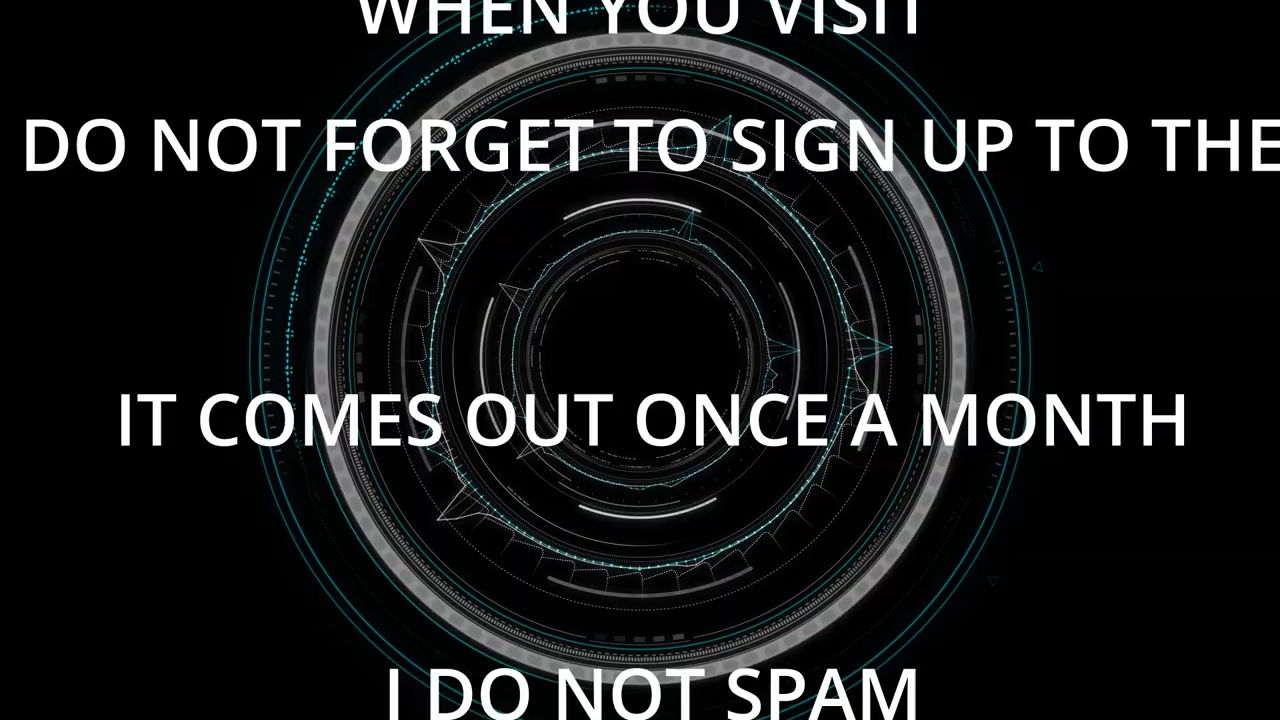 WHEN YOU VISIT
DO NOT FORGET TO SIGN UP TO THE
IT COMES OUT ONCE A MONTH
I DO NOT SPAM